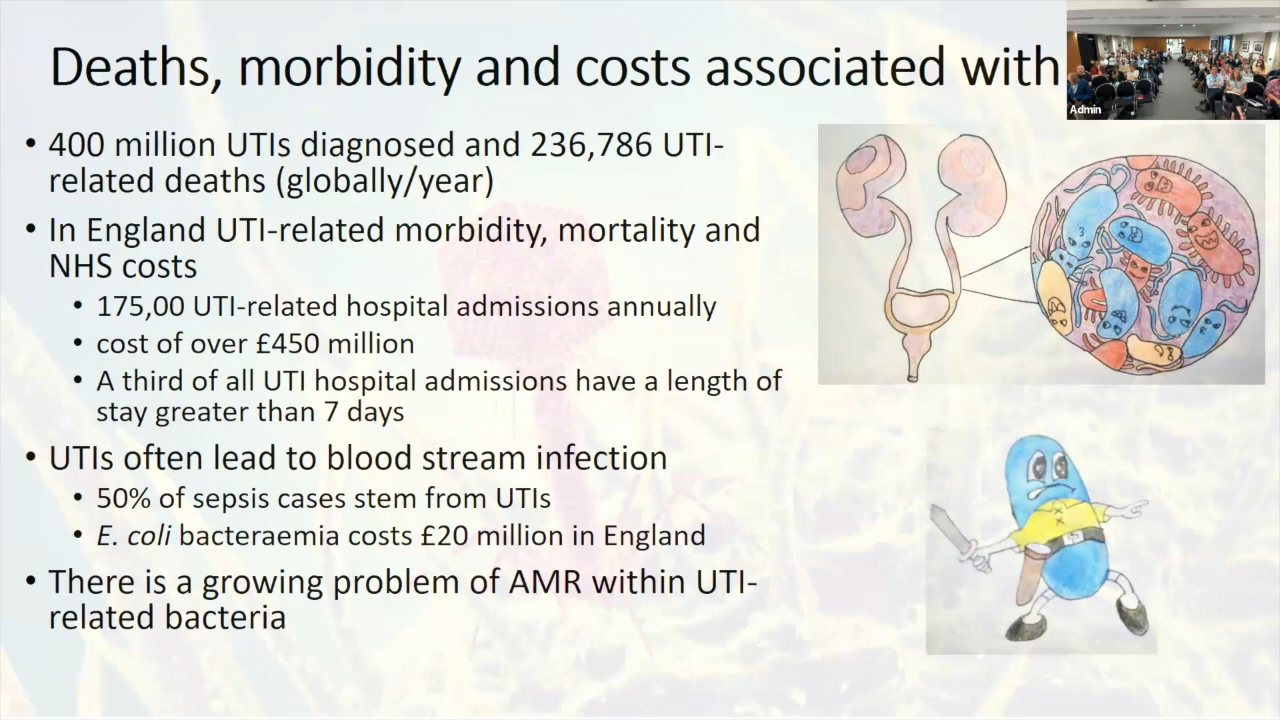 Deaths, morbidity and costs associated with
Admin
• 400 million UTIs diagnosed and 236,786 UTI-
related deaths (globally/year)
• In England UTI-related morbidity, mortality and
NHS costs
• 175,00 UTI-related hospital admissions annually
• cost of over £450 million
• A third of all UTI hospital admissions have a length of
stay greater than 7 days
• UTIs often lead to blood stream infection
• 50% of sepsis cases stem from UTIs
• E. coli bacteraemia costs £20 million in England
• There is a growing problem of AMR within UTI-
related bacteria